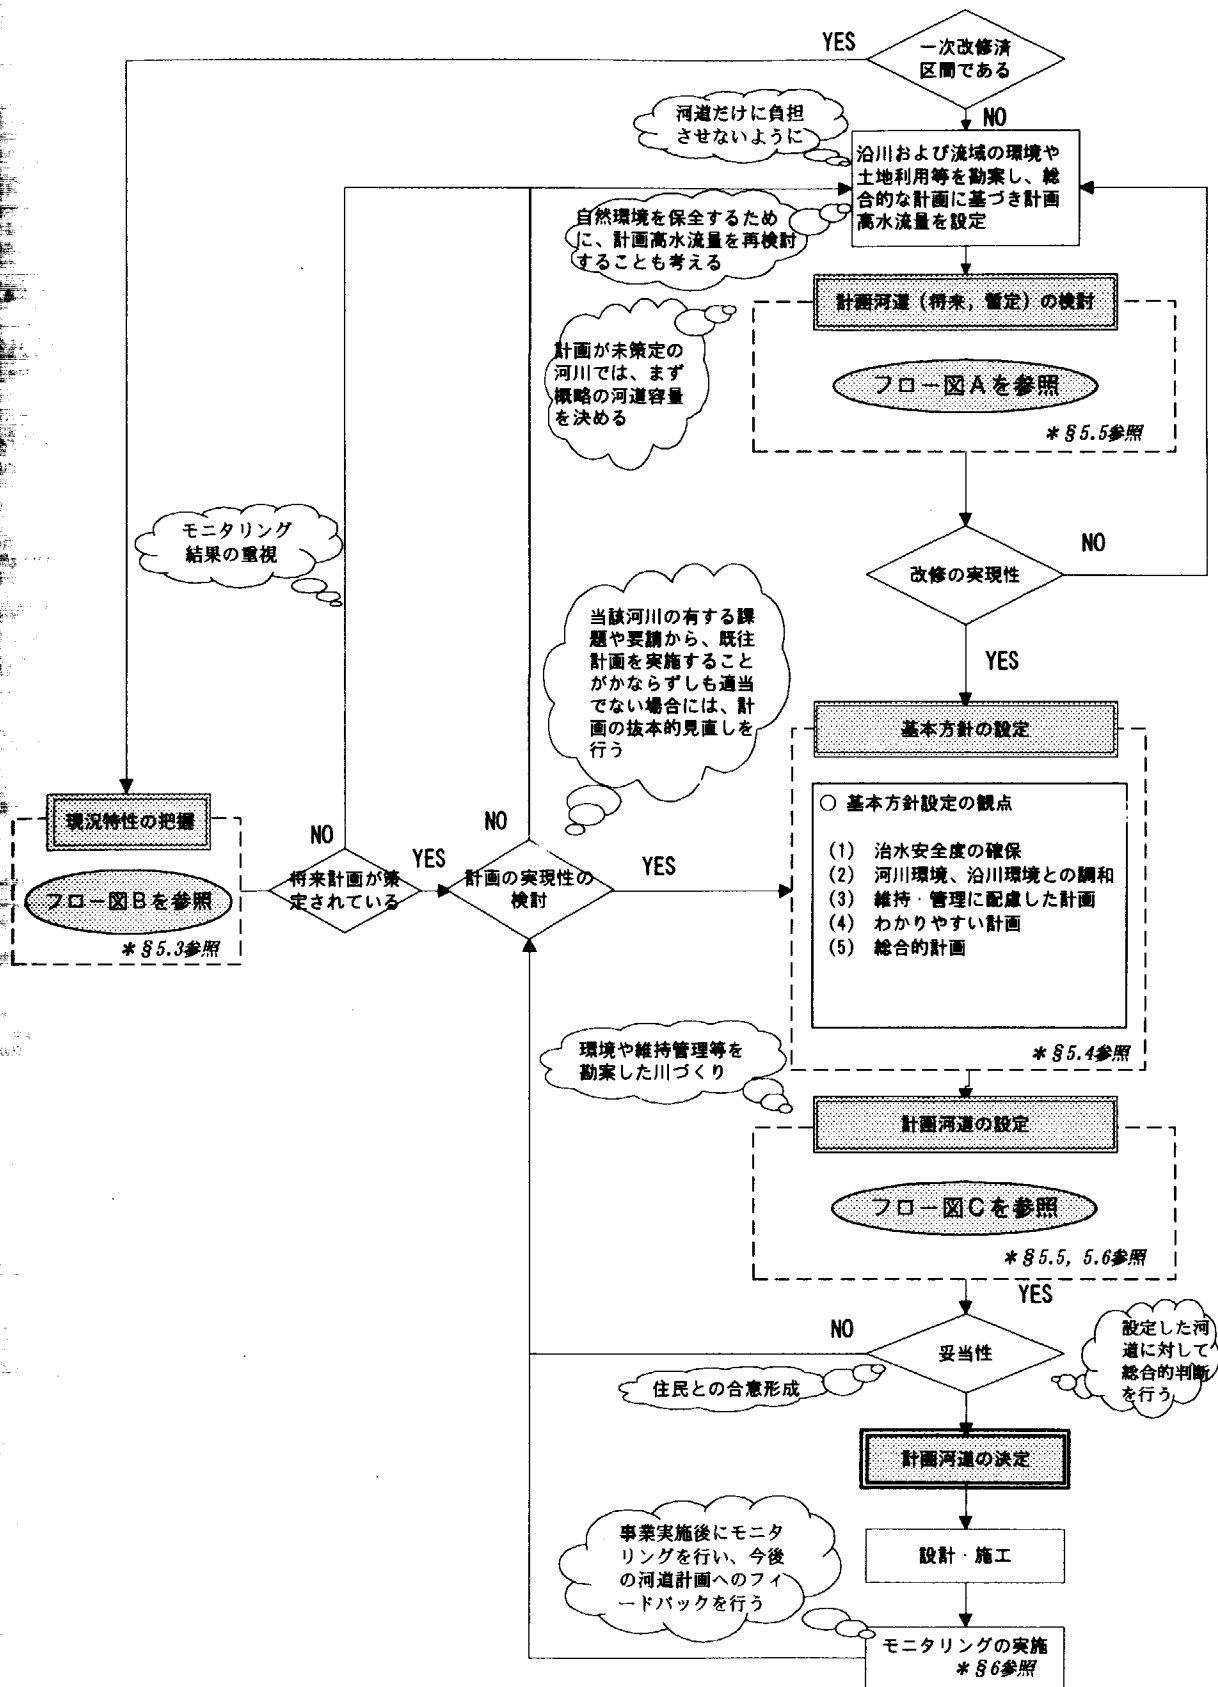 YES
一次改修済
区間である
NO
河道だけに負担
させないように
沿川および流域の環境や
土地利用等を勘案し、総
合的な計画に基づき計画
高水流量を設定
自然環境を保全するため
に、計画高水流量を再検討
することも考える
計画河道（将来，暫定）の検討
計画が未策定の
河川では、まず
概略の河道容量
を決める
フロー図Aを参照
＊§5.5参照
モニタリング
結果の重視
NO
改修の実現性
YES
当該河川の有する課
題や要請から、既往
計画を実施すること
がかならずしも適当
でない場合には、計
画の抜本的見直しを
行う
基本方針の設定
○ 基本方針設定の観点
(1) 治水安全度の確保
(2) 河川環境、沿川環境との調和
(3) 維持・管理に配慮した計画
(4) わかりやすい計画
(5) 総合的計画
＊§5.4参照
現況特性の把握
フロー図Bを参照
＊§5.3参照
NO
将来計画が策
定されている
YES
NO
計画の実現性の
検討
YES
環境や維持管理等を
勘案した川づくり
計画河道の設定
フロー図Cを参照
＊§5.5, 5.6参照
YES
NO
妥当性
設定した河
道に対して
総合的判断
を行う
住民との合意形成
計画河道の決定
事業実施後にモニタ
リングを行い、今後
の河道計画へのフィ
ードバックを行う
設計・施工
モニタリングの実施
＊§6参照